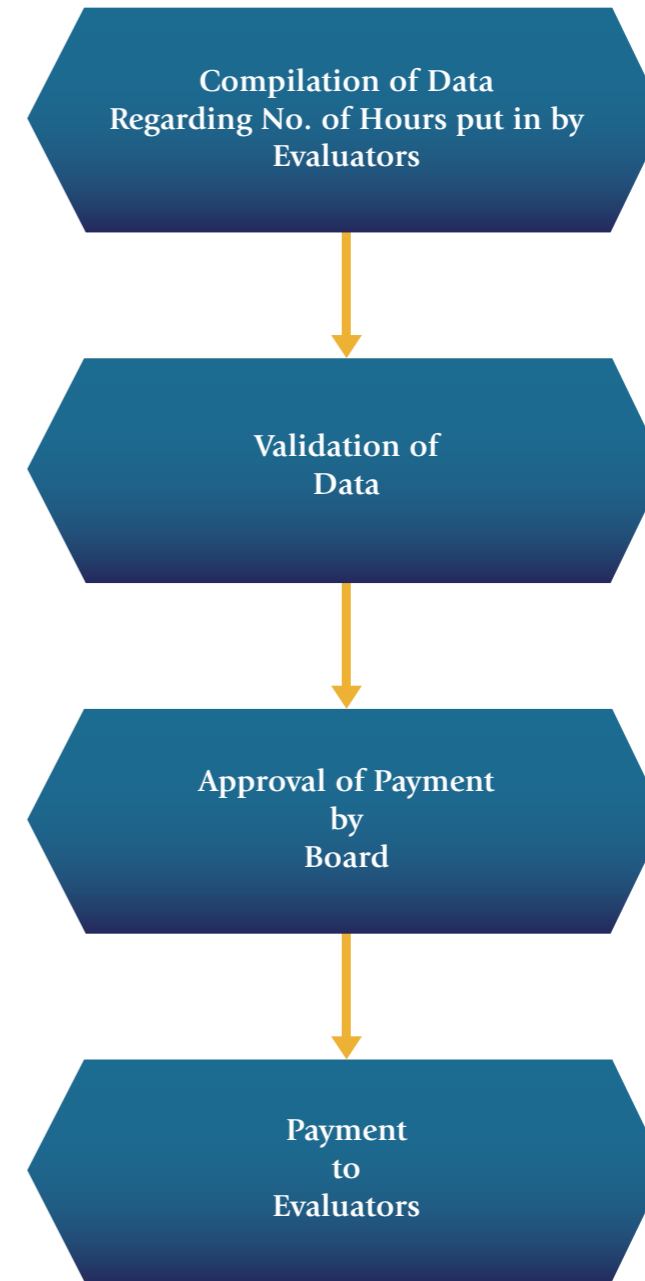 Compilation of Data
Regarding No. of Hours put in by
Evaluators
Validation of
Data
Approval of Payment
by
Board
Payment
to
Evaluators